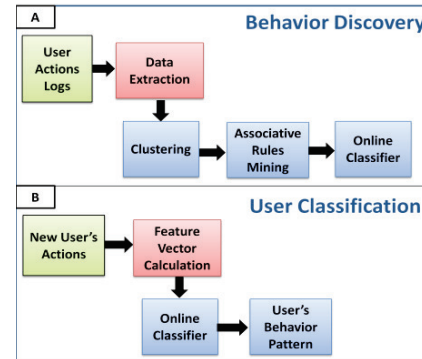 A
Behavior Discovery
User
Actions
Logs
Data
Extraction
Clustering
Associative
Rules
Mining
Online
Classifier
B
User Classification
New User's
Actions
Feature
Vector
Calculation
Online
Classifier
User's
Behavior
Pattern